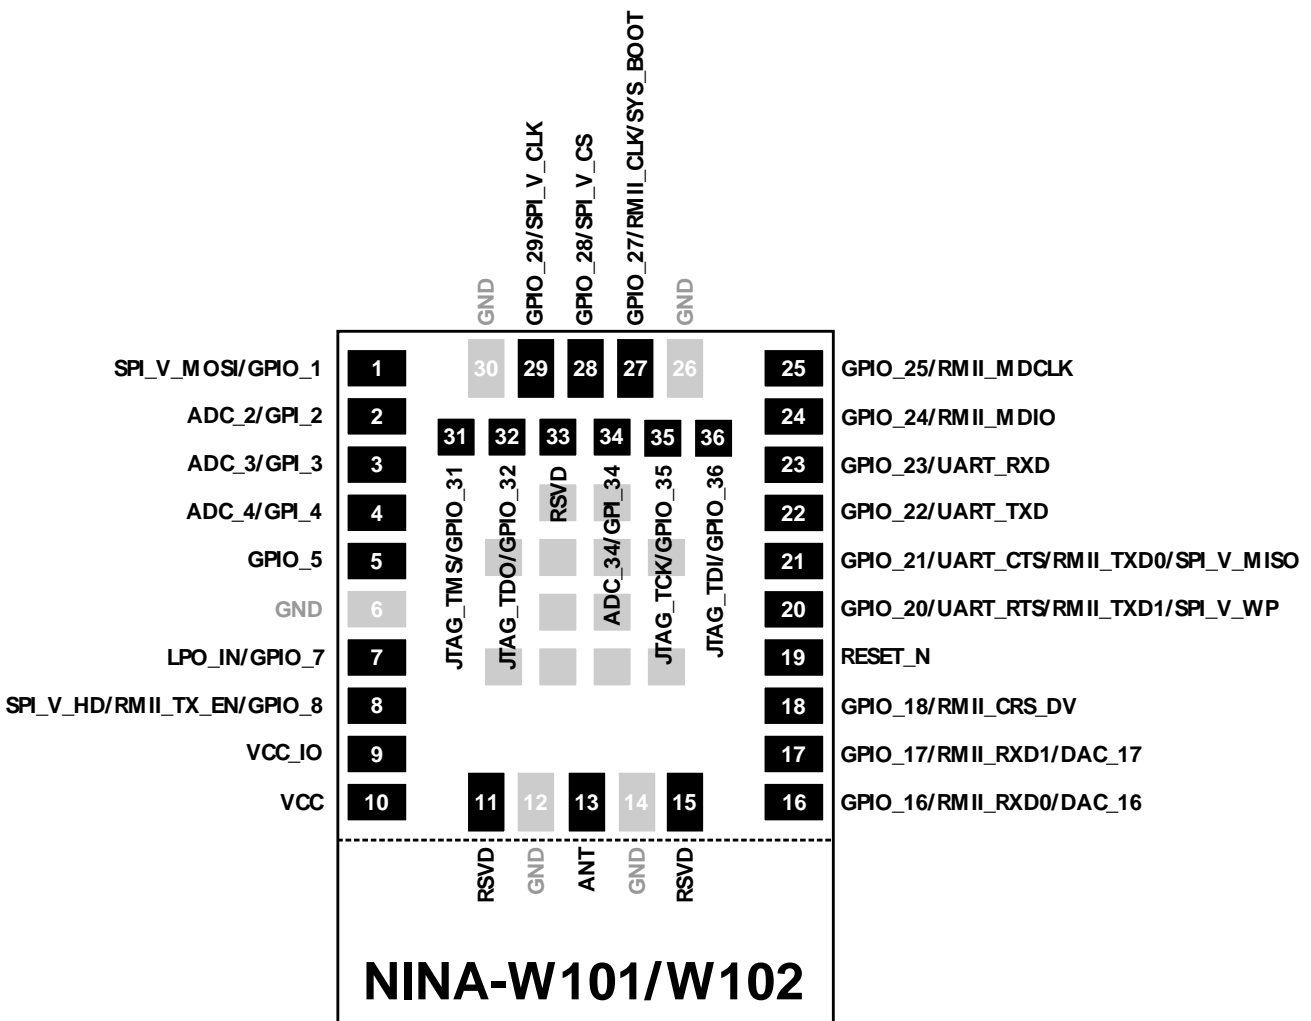 GND
GPIO_29/SPI_V_CLK
GPIO_28/SPI_V_CS
GPIO_27/RMII_CLK/SYS_BOOT
GND
30
29
28
27
26
SPI_V_MOSI/GPIO_1
1
ADC_2/GPI_2
2
ADC_3/GPI_3
3
ADC_4/GPI_4
4
GPIO_5
5
GND
6
LPO_IN/GPIO_7
7
SPI_V_HD/RMII_TX_EN/GPIO_8
8
VCC_IO
9
VCC
10
31
32
33
34
35
36
JTAG_TMS/GPIO_31
JTAG_TDO/GPIO_32
RSVD
ADC_34/GPI_34
JTAG_TCK/GPIO_35
JTAG_TDI/GPIO_36
25
GPIO_25/RMII_MDCLK
24
GPIO_24/RMII_MDIO
23
GPIO_23/UART_RXD
22
GPIO_22/UART_TXD
21
GPIO_21/UART_CTS/RMII_TXD0/SPI_V_MISO
20
GPIO_20/UART_RTS/RMII_TXD1/SPI_V_WP
19
RESET_N
18
GPIO_18/RMII_CRS_DV
17
GPIO_17/RMII_RXD1/DAC_17
16
GPIO_16/RMII_RXD0/DAC_16
11
12
13
14
15
RSVD
GND
ANT
GND
RSVD
NINA-W101/W102